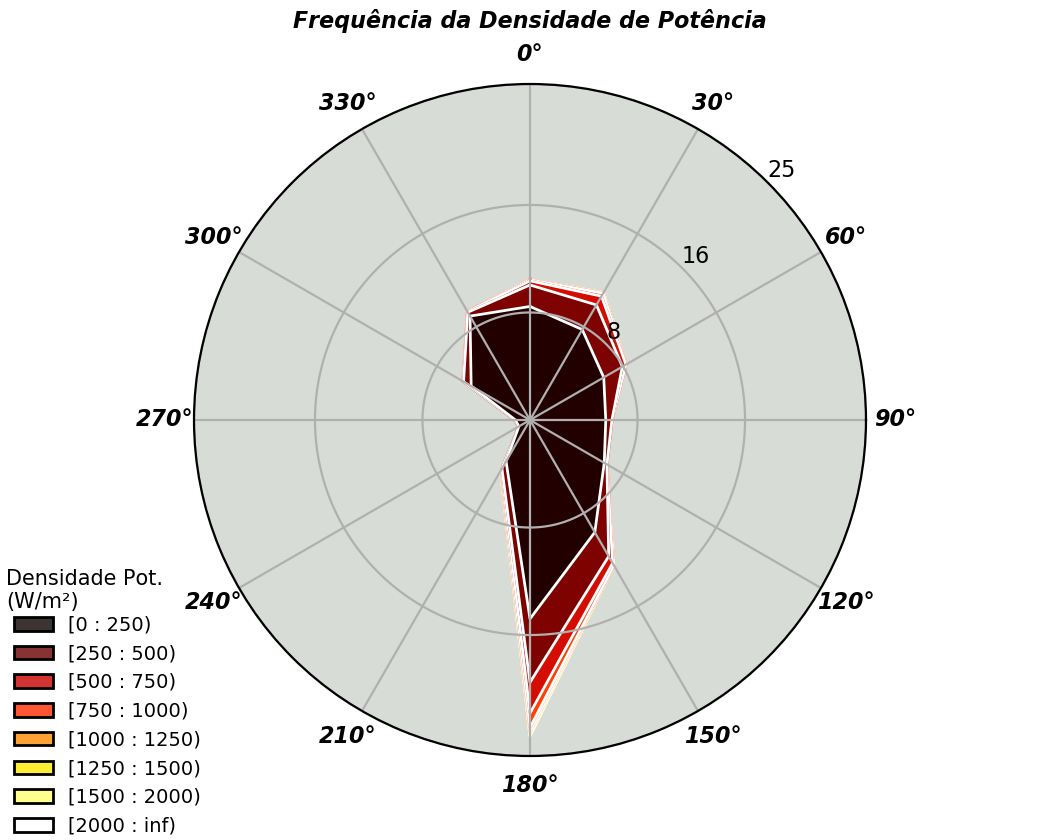 Frequência da Densidade de Potência
0°
30°
60°
90°
120°
150°
180°
210°
240°
270°
300°
330°
8
16
25
Densidade Pot.
(W/m²)
[0 : 250)
[250 : 500)
[500 : 750)
[750 : 1000)
[1000 : 1250)
[1250 : 1500)
[1500 : 2000)
[2000 : inf)